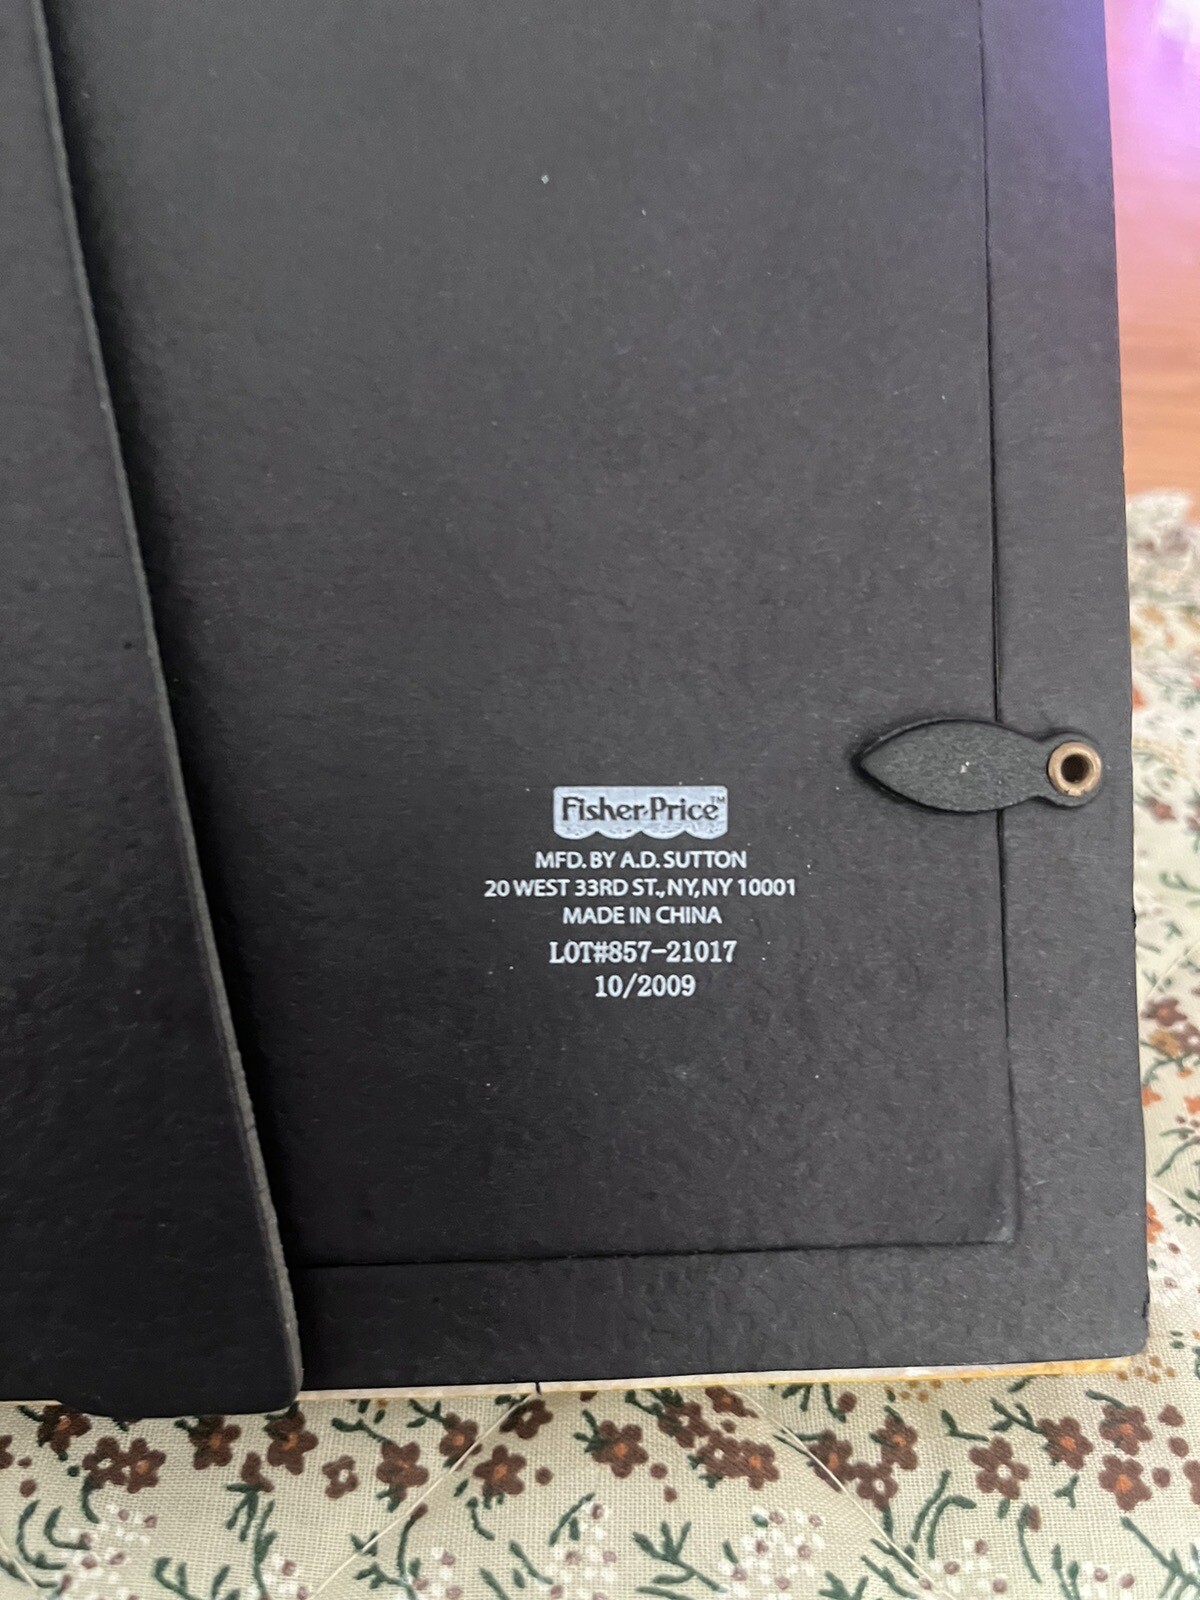 Fisher-Price™
MFD. BY A.D. SUTTON
20 WEST 33RD ST., NY, NY 10001
MADE IN CHINA
LOT#857-21017
10/2009